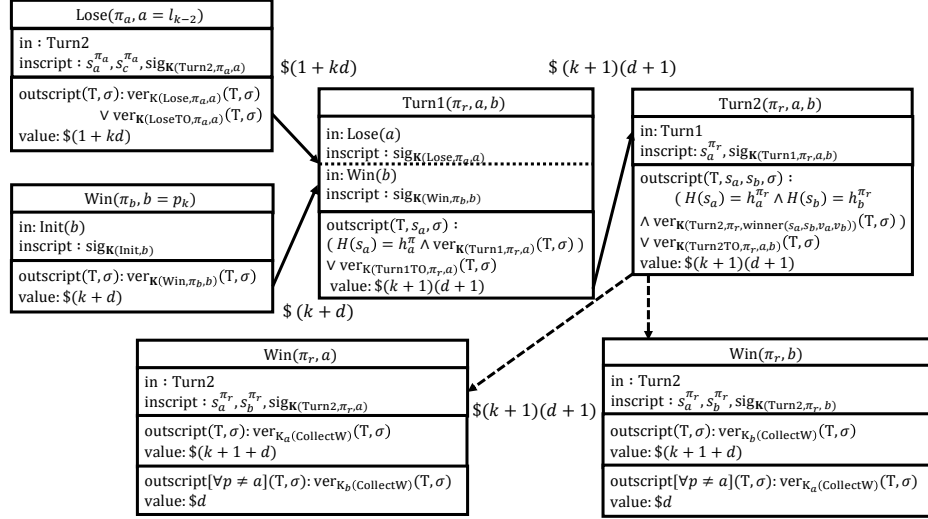 Lose(π_a, a = l_{k−2})
in : Turn2
inscript : s_a^{π_a}, s_c^{π_a}, sig_{K(Turn2,π_a,a)}
outscript(T, σ): ver_{K(Lose,π_a,a)}(T, σ)
∨ ver_{K(LoseTO,π_a,a)}(T, σ)
value: $(1 + kd)
$(1 + kd)
Win(π_b, b = p_k)
in: Init(b)
inscript : sig_{K(Init,b)}
outscript(T, σ): ver_{K(Win,π_b,b)}(T, σ)
value: $(k + d)
$ (k + d)
Turn1(π_r, a, b)
in: Lose(a)
inscript : sig_{K(Lose,π_a,a)}
in: Win(b)
inscript : sig_{K(Win,π_b,b)}
outscript(T, s_a, σ) :
( H(s_a) = h_a^π ∧ ver_{K(Turn1,π_r,a)}(T, σ) )
∨ ver_{K(Turn1TO,π_r,a)}(T, σ)
value: $(k + 1)(d + 1)
$ (k + 1)(d + 1)
Turn2(π_r, a, b)
in: Turn1
inscript: s_a^{π_r}, sig_{K(Turn1,π_r,a,b)}
outscript(T, s_a, s_b, σ) :
( H(s_a) = h_a^{π_r} ∧ H(s_b) = h_b^{π_r}
∧ ver_{K(Turn2,π_r,winner(s_a,s_b,v_a,v_b))}(T, σ) )
∨ ver_{K(Turn2TO,π_r,a,b)}(T, σ)
value: $(k + 1)(d + 1)
Win(π_r, a)
in : Turn2
inscript : s_a^{π_r}, s_b^{π_r}, sig_{K(Turn2,π_r,a)}
outscript(T, σ): ver_{K_a(CollectW)}(T, σ)
value: $(k + 1 + d)
outscript[∀p ≠ a](T, σ): ver_{K_b(CollectW)}(T, σ)
value: $d
$(k + 1)(d + 1)
Win(π_r, b)
in : Turn2
inscript : s_a^{π_r}, s_b^{π_r}, sig_{K(Turn2,π_r, b)}
outscript(T, σ): ver_{K_b(CollectW)}(T, σ)
value: $(k + 1 + d)
outscript[∀p ≠ a](T, σ): ver_{K_a(CollectW)}(T, σ)
value: $d